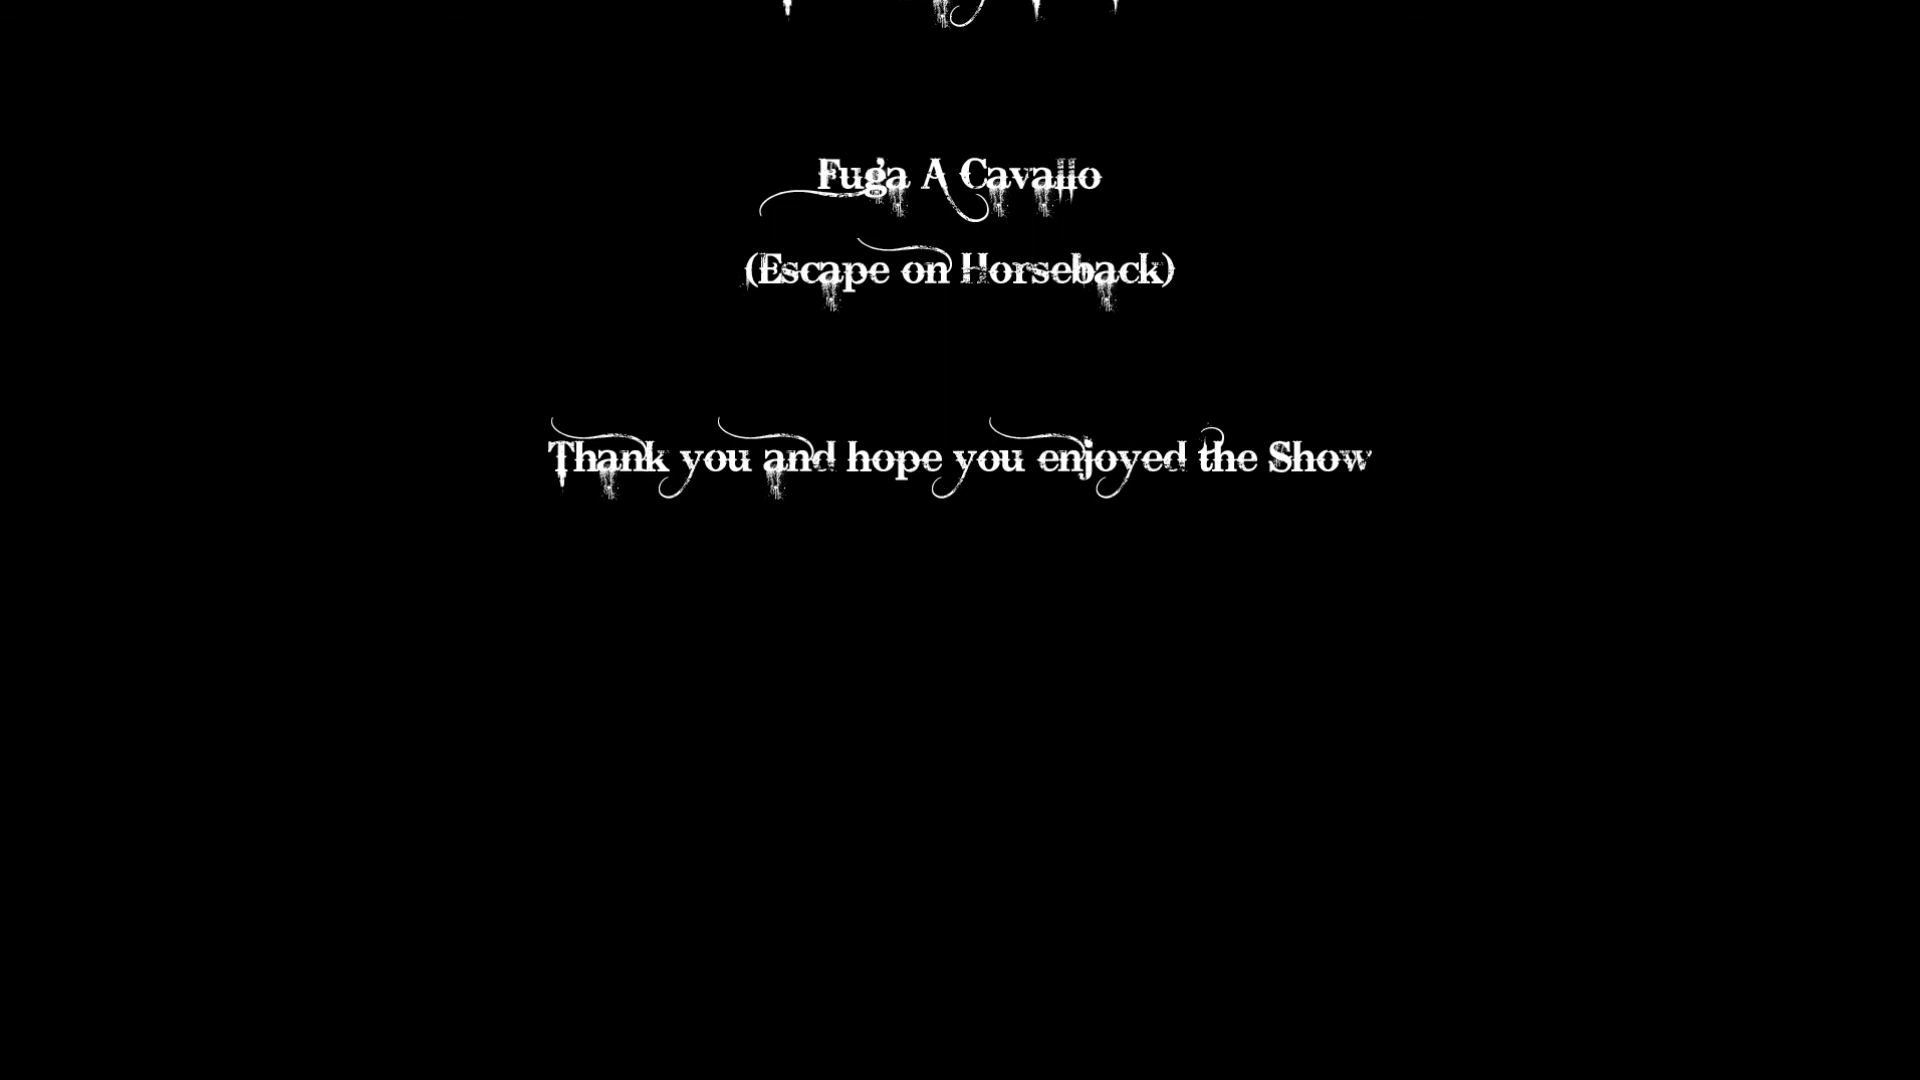 Fuga A Cavallo
(Escape on Horseback)
Thank you and hope you enjoyed the Show